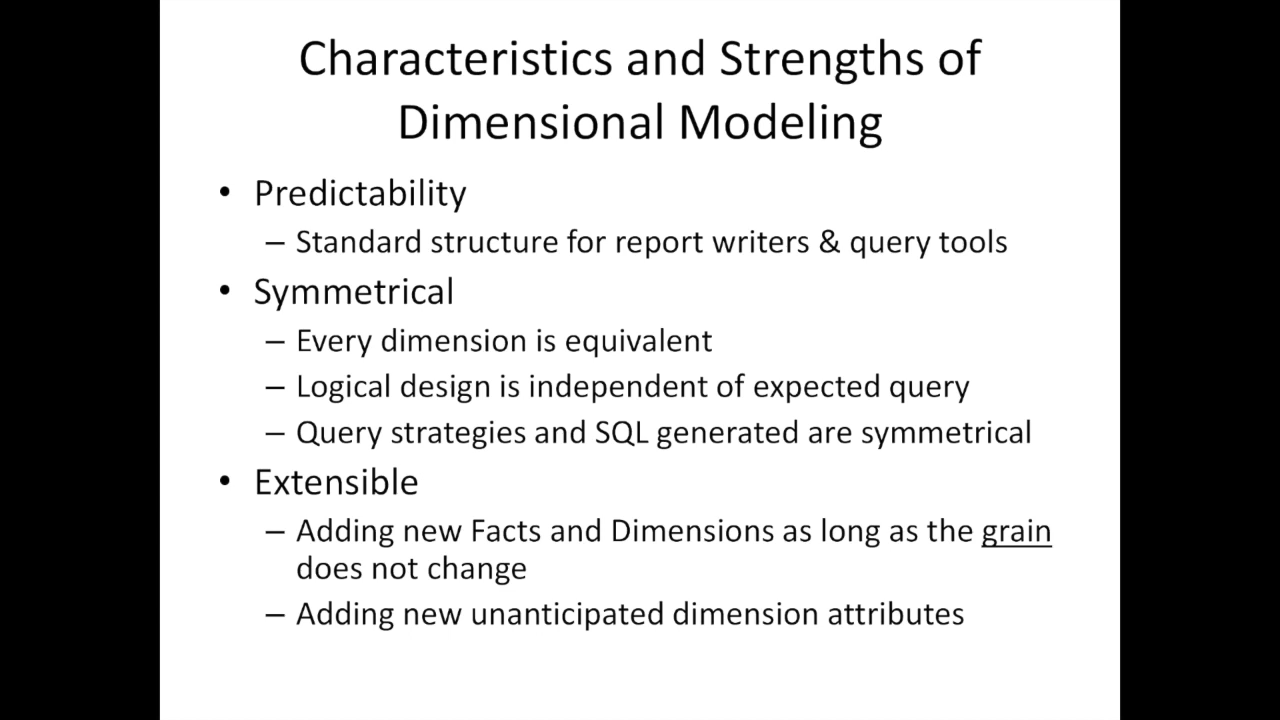 Characteristics and Strengths of
Dimensional Modeling
• Predictability
– Standard structure for report writers & query tools
• Symmetrical
– Every dimension is equivalent
– Logical design is independent of expected query
– Query strategies and SQL generated are symmetrical
• Extensible
– Adding new Facts and Dimensions as long as the grain
does not change
– Adding new unanticipated dimension attributes